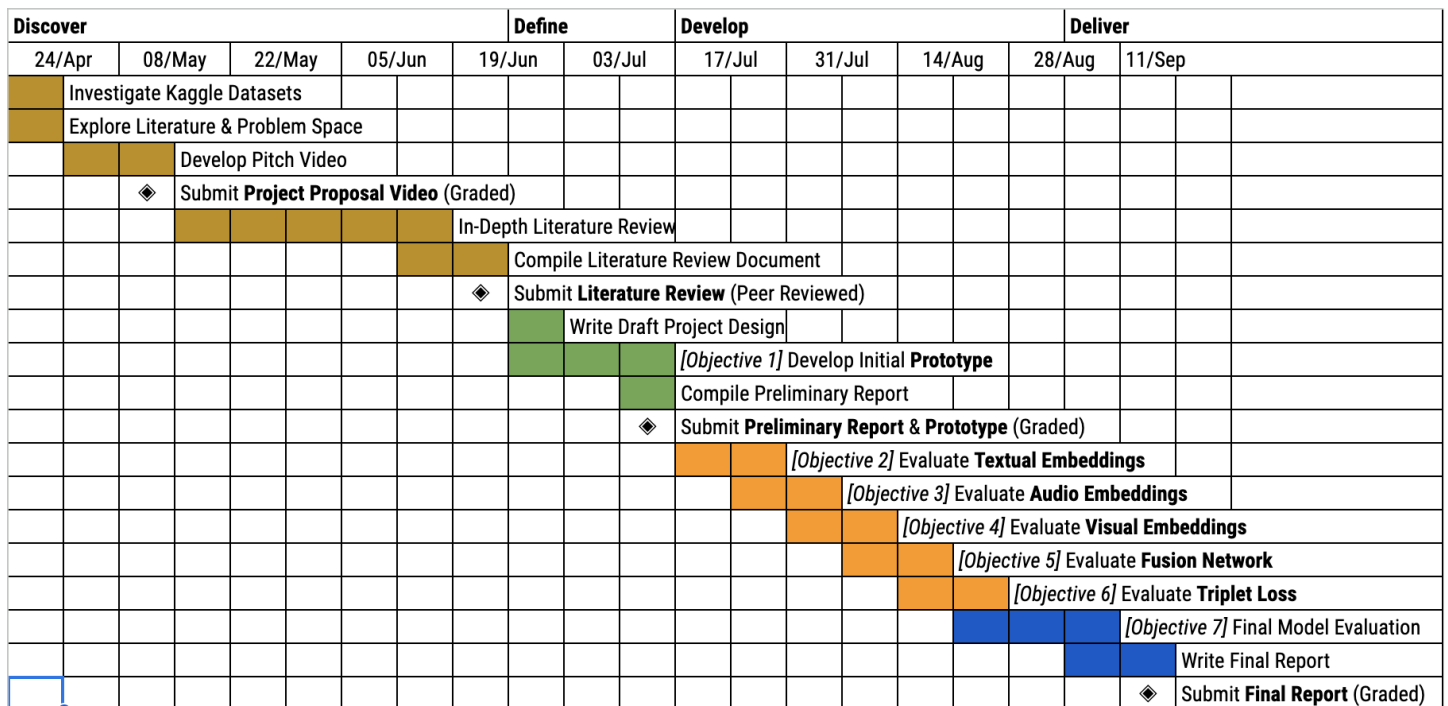 Discover Define Develop Deliver
24/Apr 08/May 22/May 05/Jun 19/Jun 03/Jul 17/Jul 31/Jul 14/Aug 28/Aug 11/Sep
Investigate Kaggle Datasets
Explore Literature & Problem Space
Develop Pitch Video
Submit Project Proposal Video (Graded)
In-Depth Literature Review
Compile Literature Review Document
Submit Literature Review (Peer Reviewed)
Write Draft Project Design
[Objective 1] Develop Initial Prototype
Compile Preliminary Report
Submit Preliminary Report & Prototype (Graded)
[Objective 2] Evaluate Textual Embeddings
[Objective 3] Evaluate Audio Embeddings
[Objective 4] Evaluate Visual Embeddings
[Objective 5] Evaluate Fusion Network
[Objective 6] Evaluate Triplet Loss
[Objective 7] Final Model Evaluation
Write Final Report
Submit Final Report (Graded)